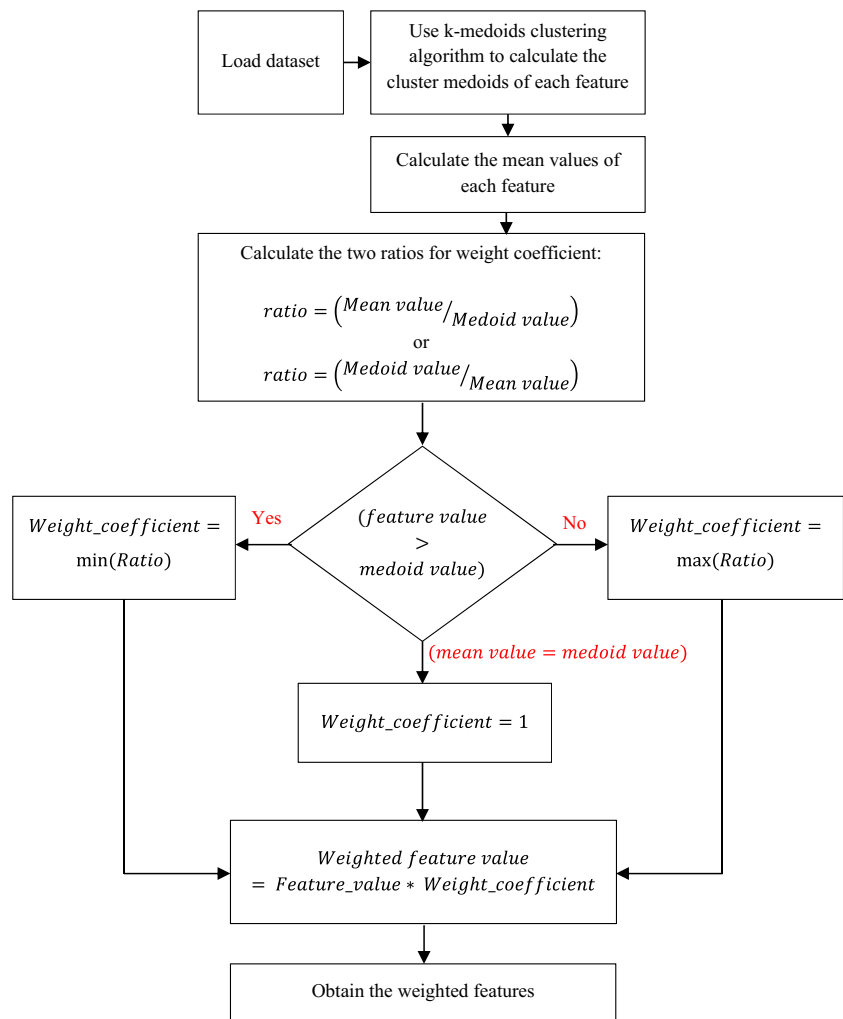 Load dataset
Use k-medoids clustering
algorithm to calculate the
cluster medoids of each feature
Calculate the mean values of
each feature
Calculate the two ratios for weight coefficient:
ratio = (Mean value/Medoid value)
or
ratio = (Medoid value/Mean value)
Yes
(feature value
>
medoid value)
No
Weight_coefficient =
min(Ratio)
Weight_coefficient =
max(Ratio)
(mean value = medoid value)
Weight_coefficient = 1
Weighted feature value
= Feature_value * Weight_coefficient
Obtain the weighted features